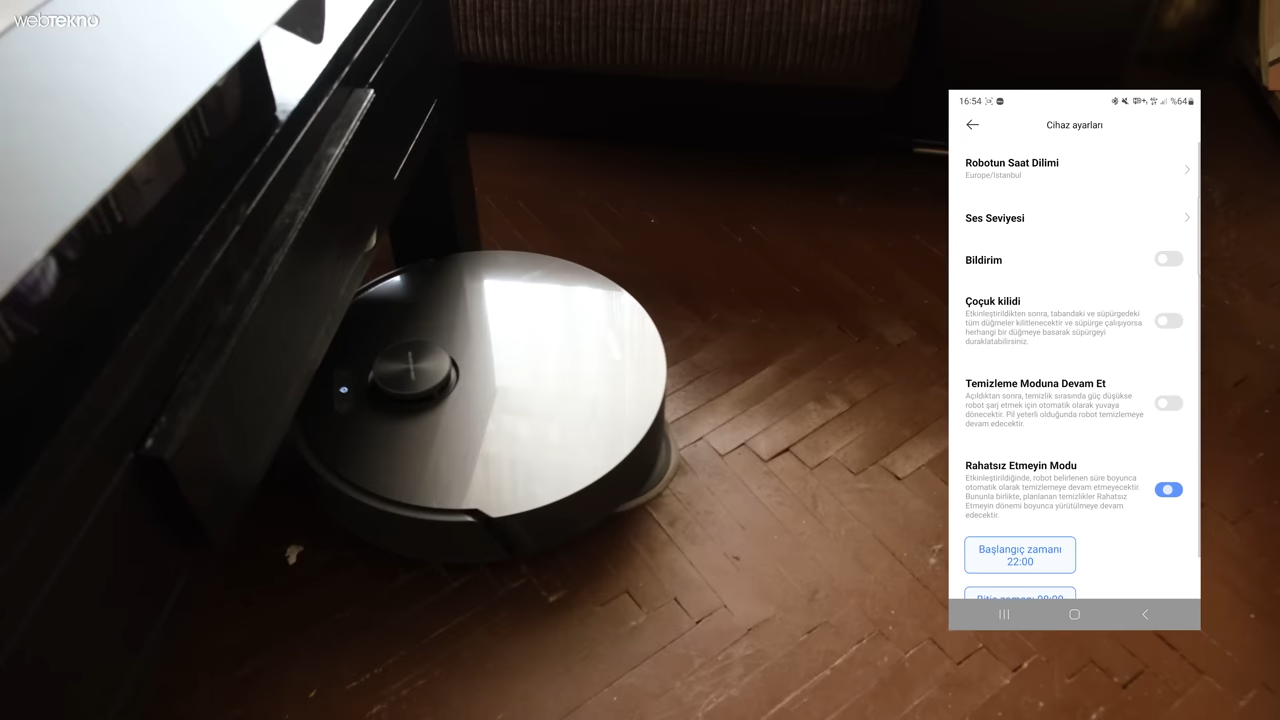 webtekno
16:54
%64
Cihaz ayarları
Robotun Saat Dilimi
Europe/Istanbul
Ses Seviyesi
Bildirim
Çoçuk kilidi
Etkinleştirildikten sonra, tabandaki ve süpürgedeki
tüm düğmeler kilitlenecektir ve süpürge çalışıyorsa
herhangi bir düğmeye basarak süpürgeyi
duraklatabilirsiniz.
Temizleme Moduna Devam Et
Açıldıktan sonra, temizlik sırasında güç düşükse
robot şarj etmek için otomatik olarak yuvaya
dönecektir. Pil yeterli olduğunda robot temizlemeye
devam edecektir.
Rahatsız Etmeyin Modu
Etkinleştirildiğinde, robot belirlenen süre boyunca
otomatik olarak temizlemeye devam etmeyecektir.
Bununla birlikte, planlanan temizlikler Rahatsız
Etmeyin dönemi boyunca yürütülmeye devam
edecektir.
Başlangıç zamanı
22:00
Bitiş zamanı 08:00